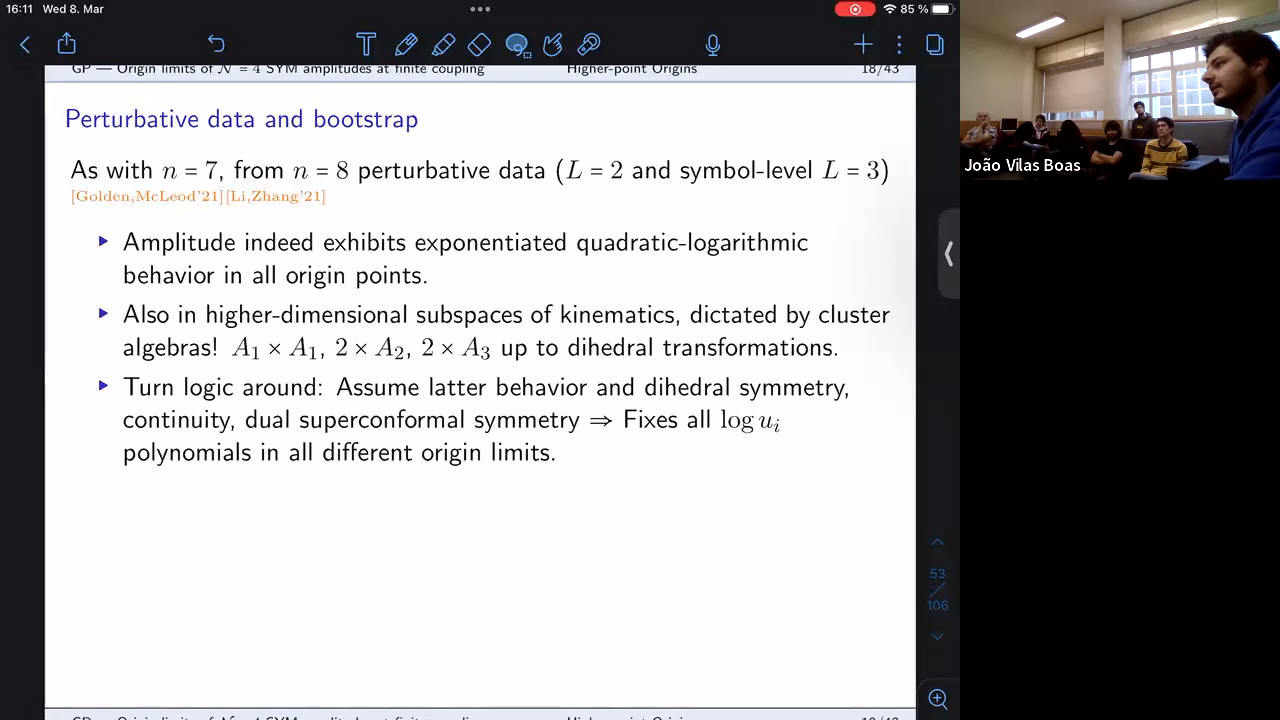 16:11 Wed 8. Mar
85 %
GP — Origin limits of N = 4 SYM amplitudes at finite coupling Higher-point Origins 18/43
Perturbative data and bootstrap
As with n = 7, from n = 8 perturbative data (L = 2 and symbol-level L = 3)
[Golden,McLeod'21][Li,Zhang'21]
▸ Amplitude indeed exhibits exponentiated quadratic-logarithmic
behavior in all origin points.
▸ Also in higher-dimensional subspaces of kinematics, dictated by cluster
algebras! A₁ × A₁, 2 × A₂, 2 × A₃ up to dihedral transformations.
▸ Turn logic around: Assume latter behavior and dihedral symmetry,
continuity, dual superconformal symmetry ⇒ Fixes all log uᵢ
polynomials in all different origin limits.
53
106
João Vilas Boas